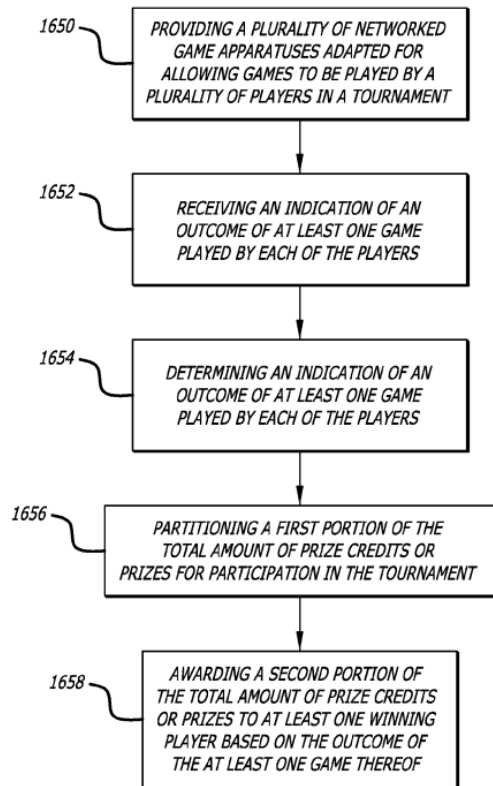 1650
PROVIDING A PLURALITY OF NETWORKED
GAME APPARATUSES ADAPTED FOR
ALLOWING GAMES TO BE PLAYED BY A
PLURALITY OF PLAYERS IN A TOURNAMENT
1652
RECEIVING AN INDICATION OF AN
OUTCOME OF AT LEAST ONE GAME
PLAYED BY EACH OF THE PLAYERS
1654
DETERMINING AN INDICATION OF AN
OUTCOME OF AT LEAST ONE GAME
PLAYED BY EACH OF THE PLAYERS
1656
PARTITIONING A FIRST PORTION OF THE
TOTAL AMOUNT OF PRIZE CREDITS OR
PRIZES FOR PARTICIPATION IN THE TOURNAMENT
1658
AWARDING A SECOND PORTION OF
THE TOTAL AMOUNT OF PRIZE CREDITS
OR PRIZES TO AT LEAST ONE WINNING
PLAYER BASED ON THE OUTCOME OF
THE AT LEAST ONE GAME THEREOF